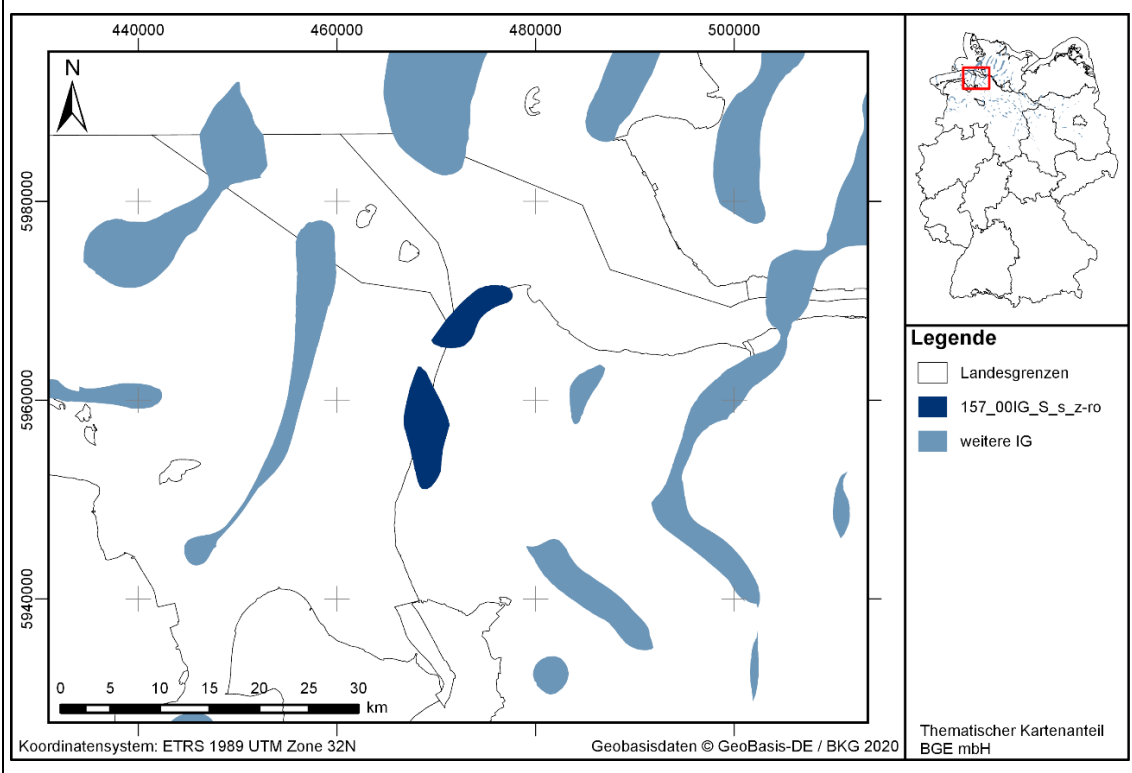 440000
460000
480000
500000
N
5980000
5960000
5940000
0 5 10 15 20 25 30
km
Koordinatensystem: ETRS 1989 UTM Zone 32N
Geobasisdaten © GeoBasis-DE / BKG 2020
Legende
Landesgrenzen
157_00IG_S_s_z-ro
weitere IG
Thematischer Kartenanteil
BGE mbH